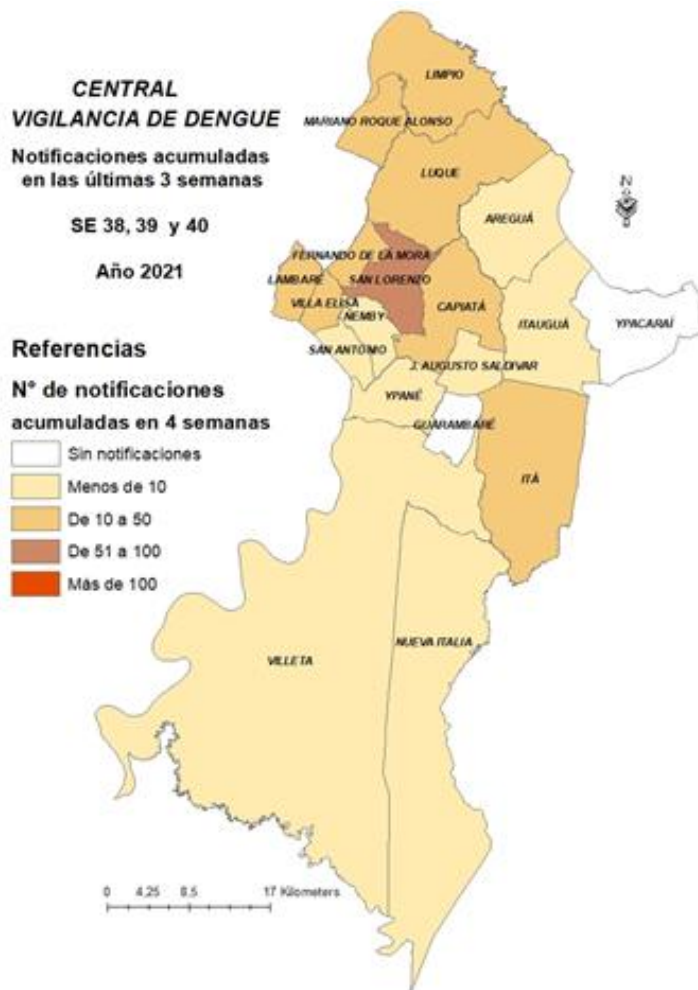 CENTRAL
VIGILANCIA DE DENGUE
Notificaciones acumuladas
en las últimas 3 semanas
SE 38, 39 y 40
Año 2021
Referencias
N° de notificaciones
acumuladas en 4 semanas
Sin notificaciones
Menos de 10
De 10 a 50
De 51 a 100
Más de 100
LIMPIO
MARIANO ROQUE ALONSO
LUQUE
AREGUÁ
FERNANDO DE LA MORA
LAMBARÉ
SAN LORENZO
VILLA ELISA
ÑEMBY
CAPIATÁ
ITAUGUÁ
YPACARAÍ
SAN ANTONIO
J. AUGUSTO SALDIVAR
YPANÉ
GUARAMBARÉ
ITÁ
VILLETA
NUEVA ITALIA
N
0 4,25 8,5 17 Kilometers